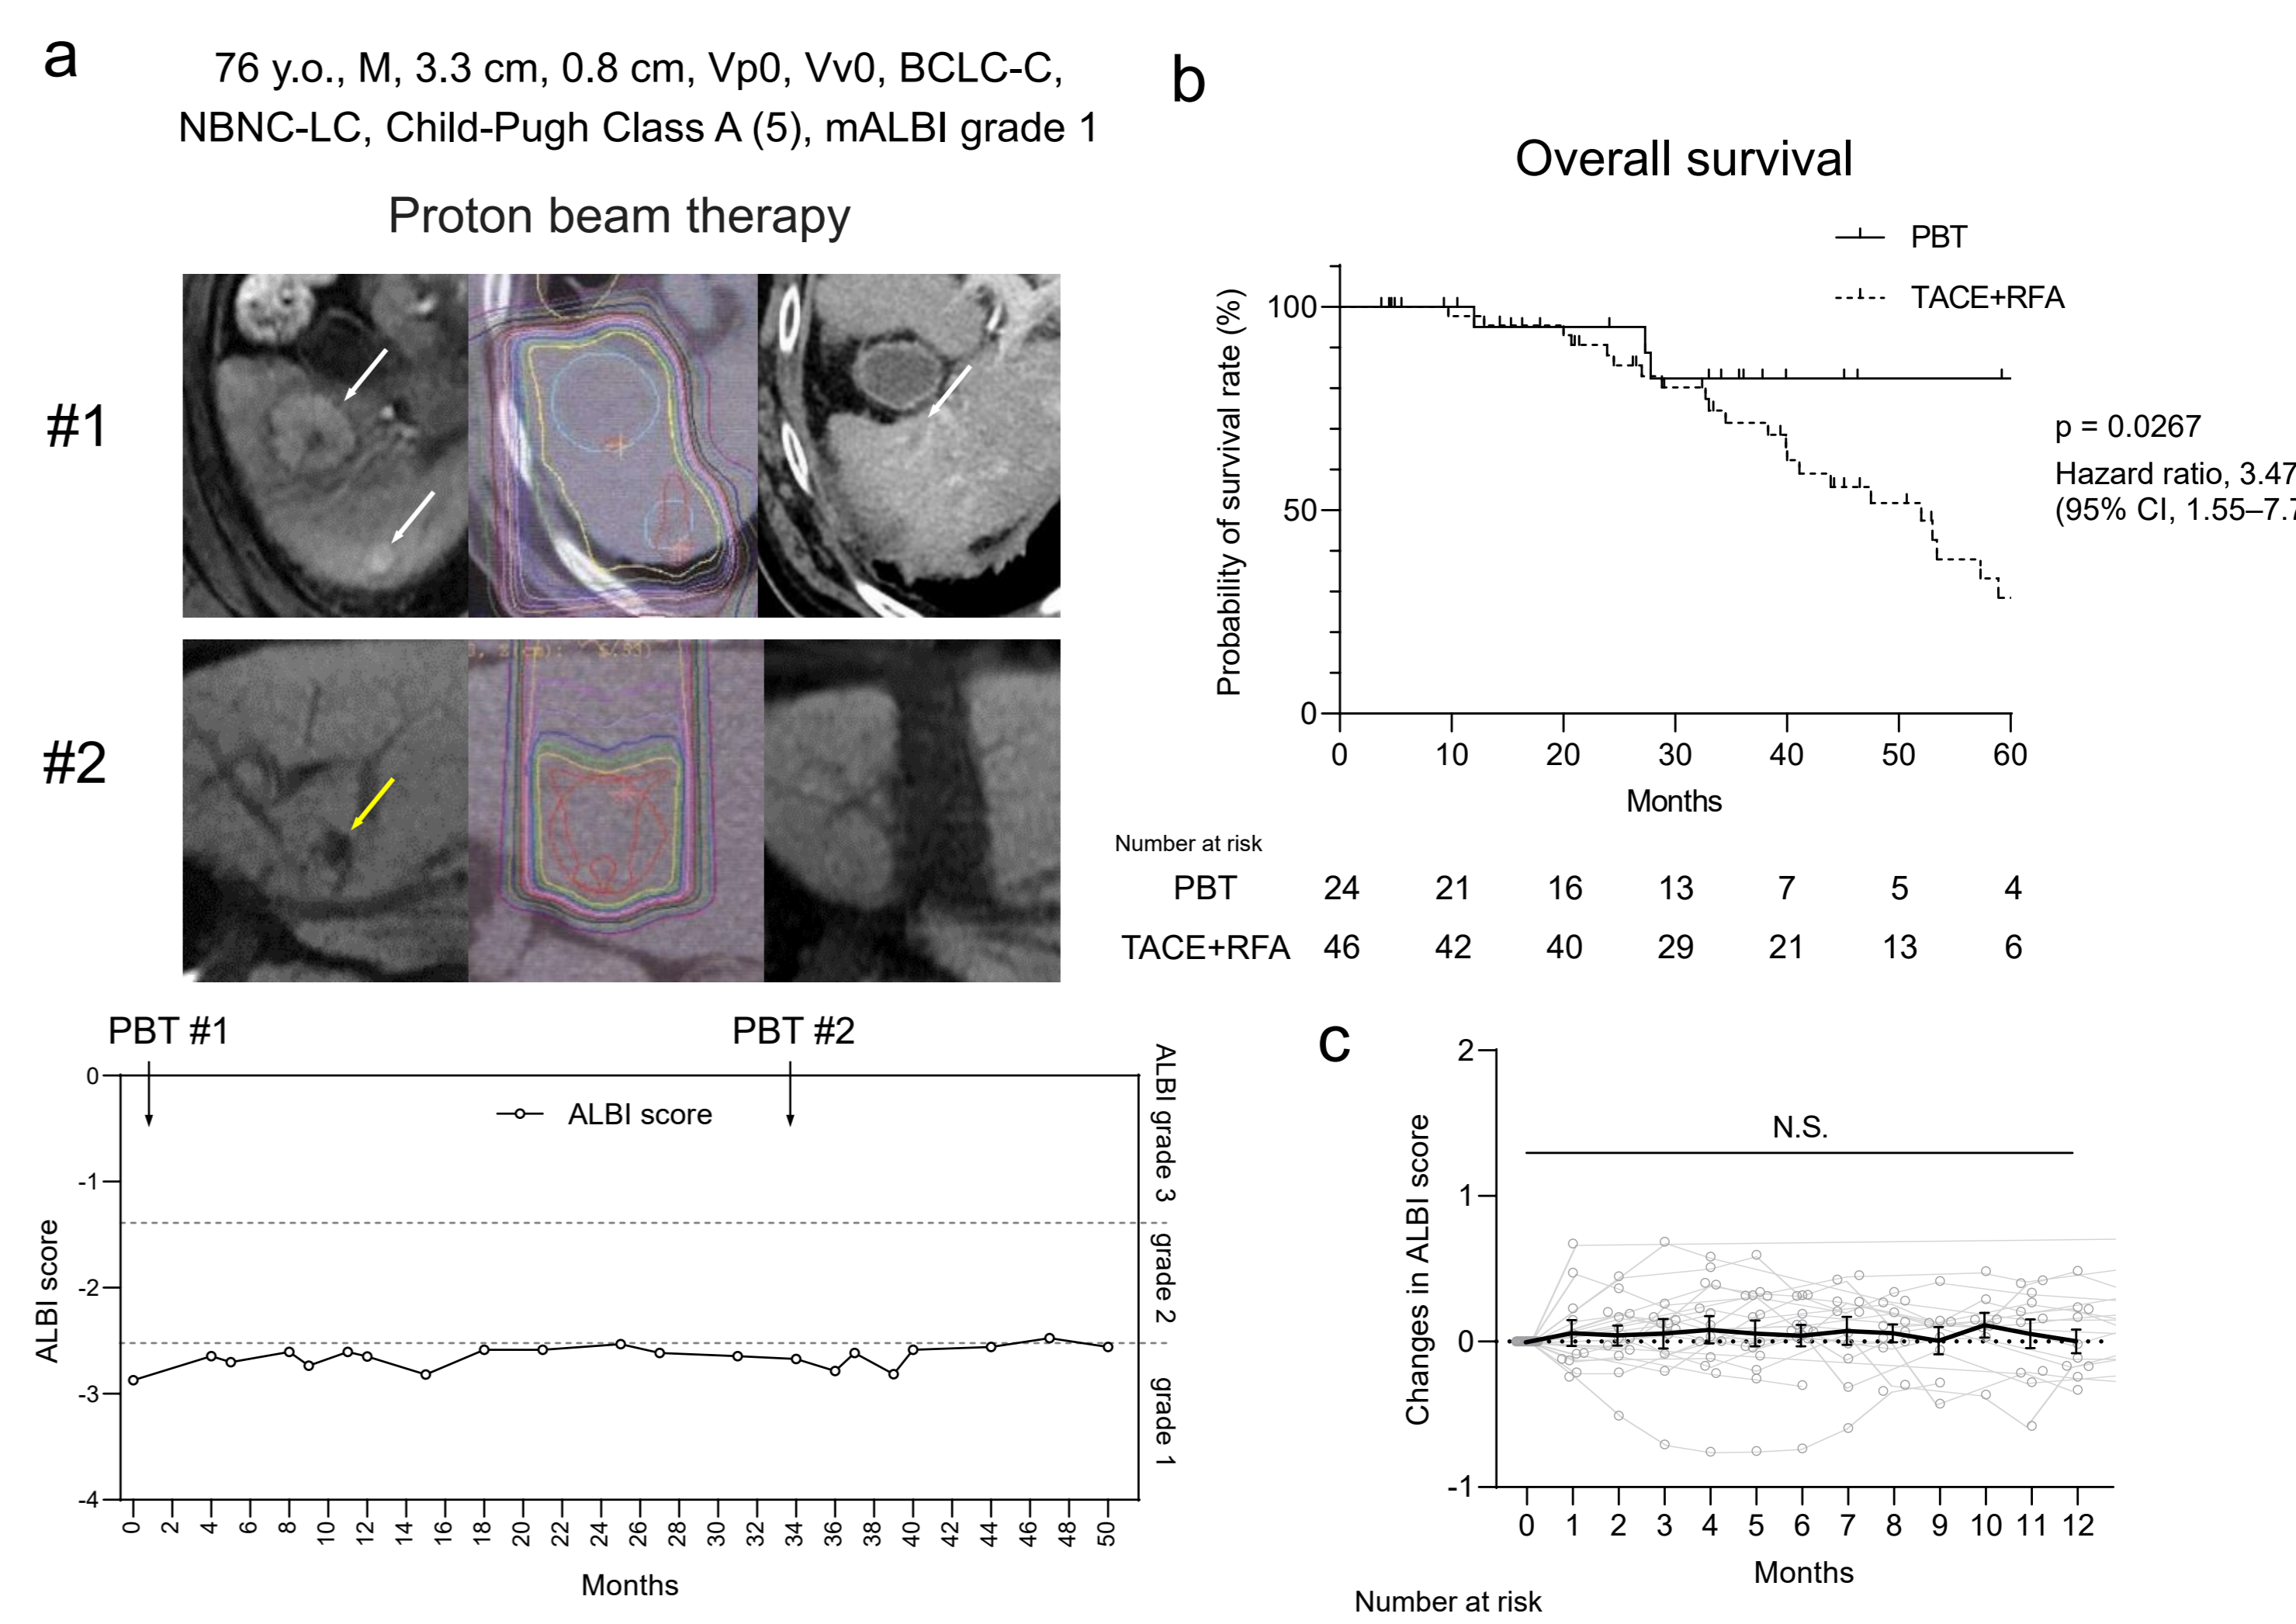 a
76 y.o., M, 3.3 cm, 0.8 cm, Vp0, Vv0, BCLC-C,
NBNC-LC, Child-Pugh Class A (5), mALBI grade 1
Proton beam therapy
#1
#2
PBT #1
PBT #2
ALBI score
0
-1
-2
-3
-4
ALBI score
ALBI grade 3
grade 2
grade 1
0 2 4 6 8 10 12 14 16 18 20 22 24 26 28 30 32 34 36 38 40 42 44 46 48 50
Months
b
Overall survival
PBT
TACE+RFA
Probability of survival rate (%)
100
50
0
0 10 20 30 40 50 60
Months
p = 0.0267
Hazard ratio, 3.47
(95% CI, 1.55–7.7
Number at risk
PBT 24 21 16 13 7 5 4
TACE+RFA 46 42 40 29 21 13 6
c
Changes in ALBI score
2
1
0
-1
N.S.
0 1 2 3 4 5 6 7 8 9 10 11 12
Months
Number at risk